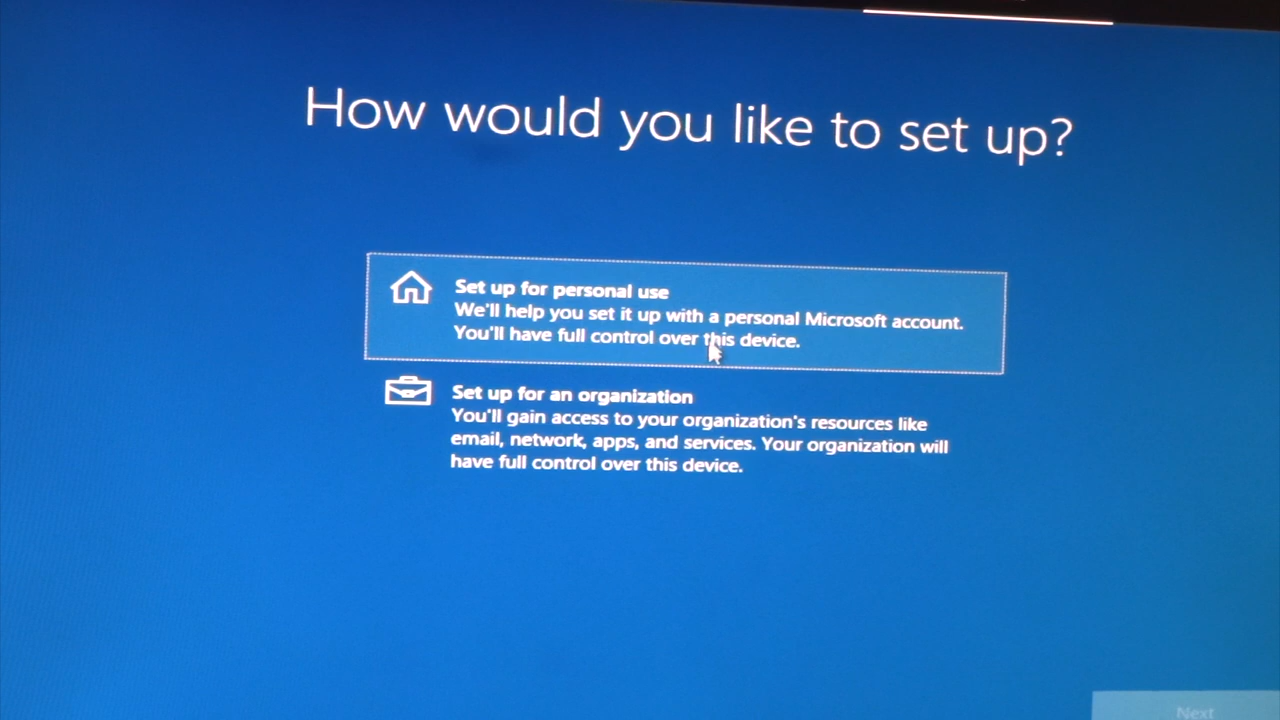 How would you like to set up?
Set up for personal use
We'll help you set it up with a personal Microsoft account.
You'll have full control over this device.
Set up for an organization
You'll gain access to your organization's resources like
email, network, apps, and services. Your organization will
have full control over this device.
Next